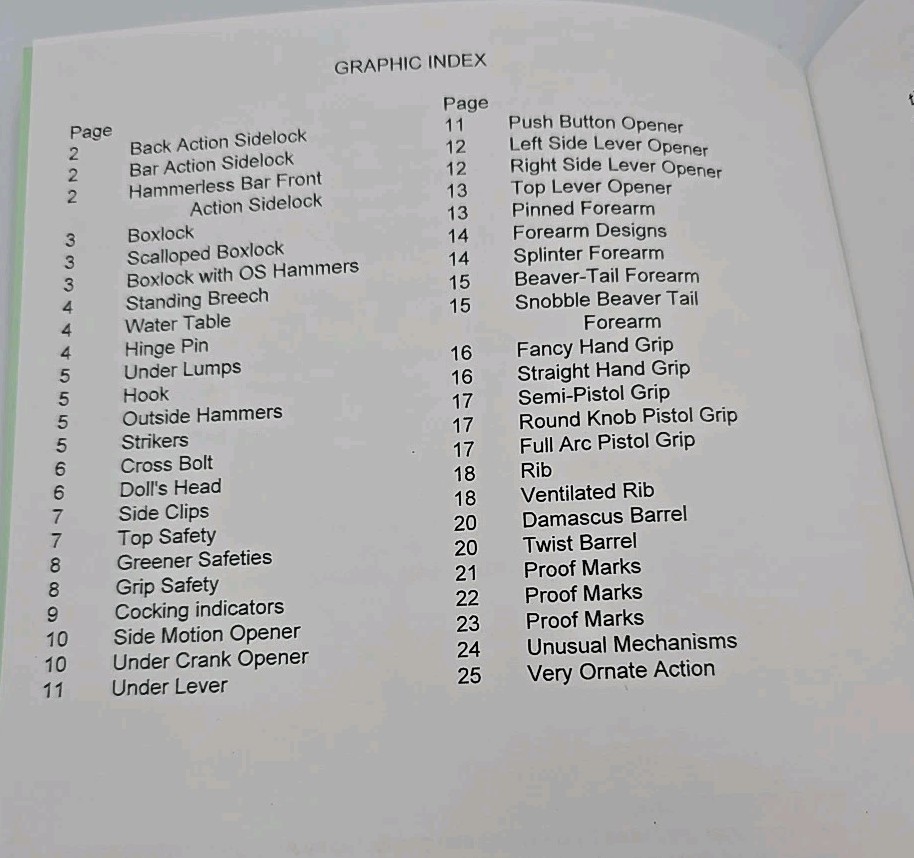 GRAPHIC INDEX
Page
2 Back Action Sidelock
2 Bar Action Sidelock
2 Hammerless Bar Front
Action Sidelock
3 Boxlock
3 Scalloped Boxlock
3 Boxlock with OS Hammers
4 Standing Breech
4 Water Table
4 Hinge Pin
5 Under Lumps
5 Hook
5 Outside Hammers
5 Strikers
6 Cross Bolt
6 Doll's Head
7 Side Clips
7 Top Safety
8 Greener Safeties
8 Grip Safety
9 Cocking indicators
10 Side Motion Opener
10 Under Crank Opener
11 Under Lever
Page
11 Push Button Opener
12 Left Side Lever Opener
12 Right Side Lever Opener
13 Top Lever Opener
13 Pinned Forearm
14 Forearm Designs
14 Splinter Forearm
15 Beaver-Tail Forearm
15 Snobble Beaver Tail
Forearm
16 Fancy Hand Grip
16 Straight Hand Grip
17 Semi-Pistol Grip
17 Round Knob Pistol Grip
17 Full Arc Pistol Grip
18 Rib
18 Ventilated Rib
20 Damascus Barrel
20 Twist Barrel
21 Proof Marks
22 Proof Marks
23 Proof Marks
24 Unusual Mechanisms
25 Very Ornate Action